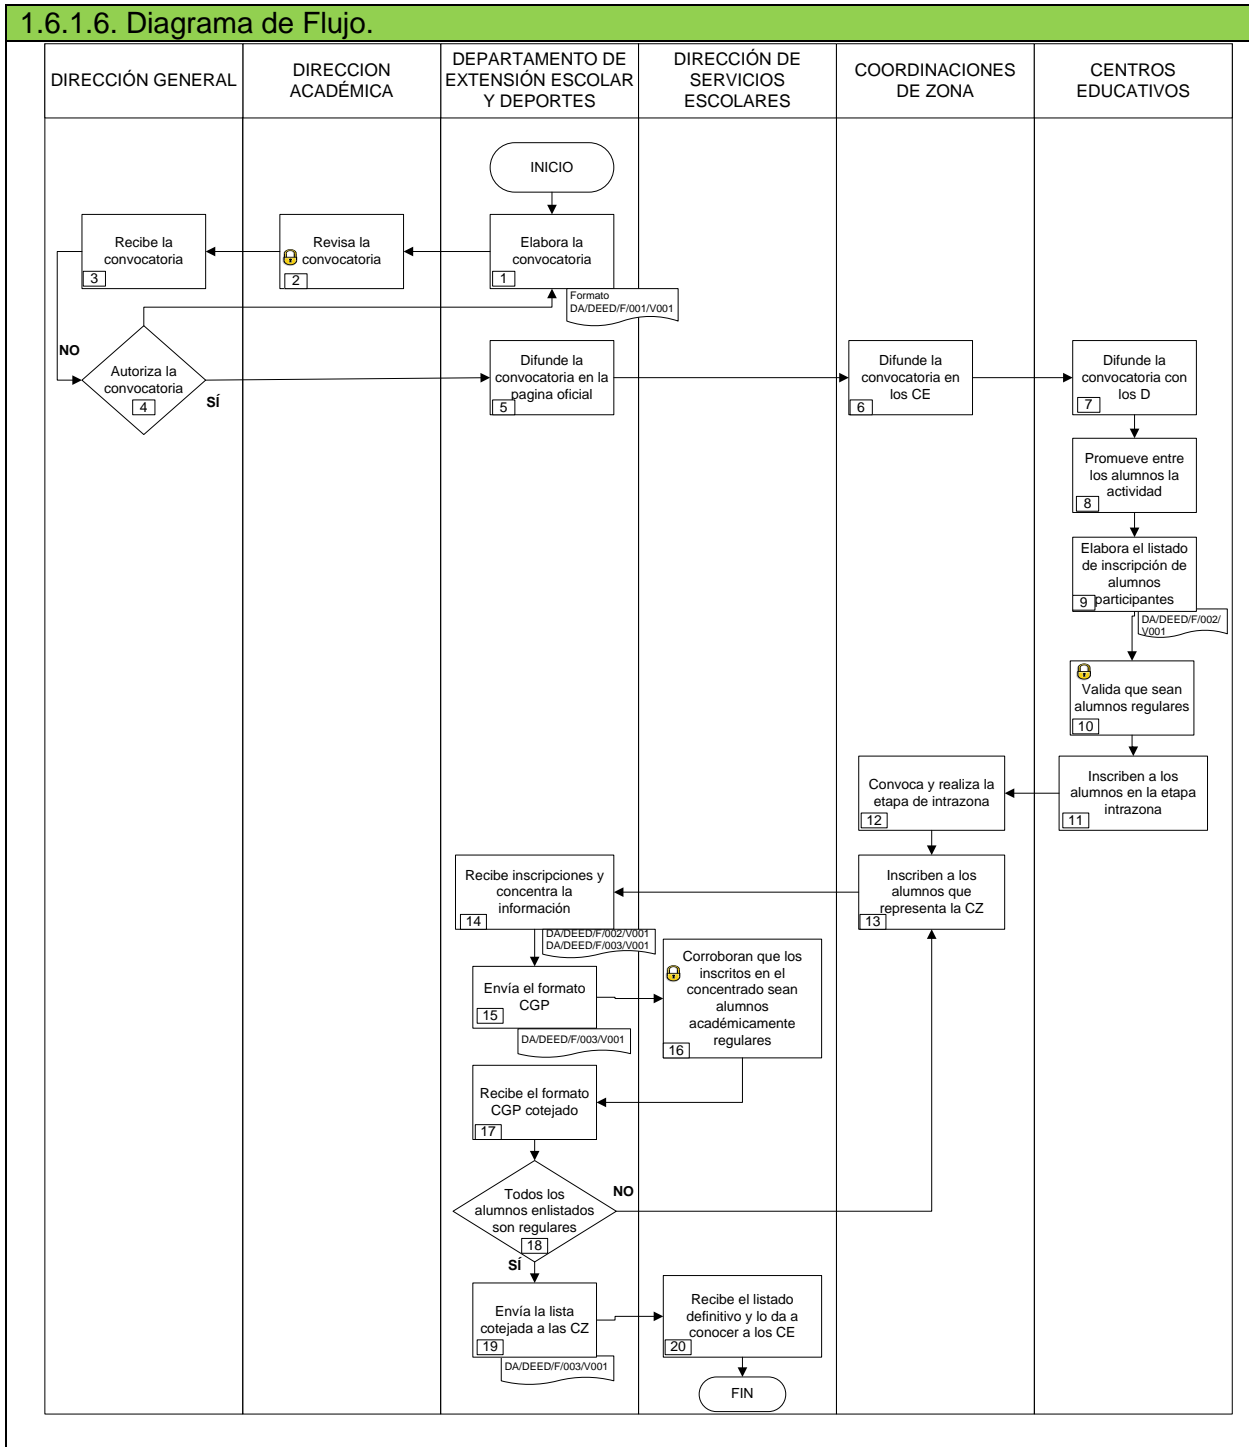 1.6.1.6. Diagrama de Flujo.
DIRECCIÓN GENERAL
DIRECCION
ACADÉMICA
DEPARTAMENTO DE
EXTENSIÓN ESCOLAR
Y DEPORTES
DIRECCIÓN DE
SERVICIOS
ESCOLARES
COORDINACIONES
DE ZONA
CENTROS
EDUCATIVOS
INICIO
Elabora la
convocatoria
1
Formato
DA/DEED/F/001/V001
Revisa la
convocatoria
2
Recibe la
convocatoria
3
NO
Autoriza la
convocatoria
4
SÍ
Difunde la
convocatoria en la
pagina oficial
5
Difunde la
convocatoria en
los CE
6
Difunde la
convocatoria con
los D
7
Promueve entre
los alumnos la
actividad
8
Elabora el listado
de inscripción de
alumnos
participantes
9
DA/DEED/F/002/
V001
Valida que sean
alumnos regulares
10
Inscriben a los
alumnos en la etapa
intrazona
11
Convoca y realiza la
etapa de intrazona
12
Inscriben a los
alumnos que
representa la CZ
13
Recibe inscripciones y
concentra la
información
14
DA/DEED/F/002/V001
DA/DEED/F/003/V001
Envía el formato
CGP
15
DA/DEED/F/003/V001
Corroboran que los
inscritos en el
concentrado sean
alumnos
académicamente
regulares
16
Recibe el formato
CGP cotejado
17
Todos los
alumnos enlistados
son regulares
18
NO
SÍ
Envía la lista
cotejada a las CZ
19
DA/DEED/F/003/V001
Recibe el listado
definitivo y lo da a
conocer a los CE
20
FIN